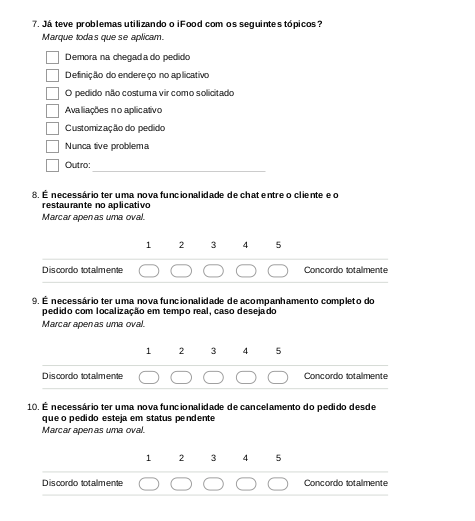 7. Já teve problemas utilizando o iFood com os seguintes tópicos?
Marque todas que se aplicam.
Demora na chegada do pedido
Definição do endereço no aplicativo
O pedido não costuma vir como solicitado
Avaliações no aplicativo
Customização do pedido
Nunca tive problema
Outro:
8. É necessário ter uma nova funcionalidade de chat entre o cliente e o
restaurante no aplicativo
Marcar apenas uma oval.
1 2 3 4 5
Discordo totalmente Concordo totalmente
9. É necessário ter uma nova funcionalidade de acompanhamento completo do
pedido com localização em tempo real, caso desejado
Marcar apenas uma oval.
1 2 3 4 5
Discordo totalmente Concordo totalmente
10. É necessário ter uma nova funcionalidade de cancelamento do pedido desde
que o pedido esteja em status pendente
Marcar apenas uma oval.
1 2 3 4 5
Discordo totalmente Concordo totalmente